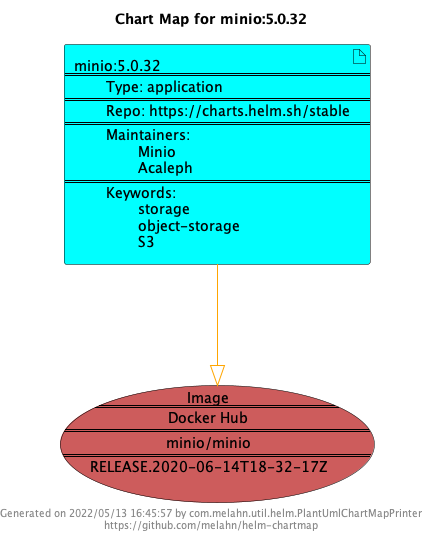 Chart Map for minio:5.0.32
minio:5.0.32
Type: application
Repo: https://charts.helm.sh/stable
Maintainers:
Minio
Acaleph
Keywords:
storage
object-storage
S3
Image
Docker Hub
minio/minio
RELEASE.2020-06-14T18-32-17Z
Generated on 2022/05/13 16:45:57 by com.melahn.util.helm.PlantUmlChartMapPrinter
https://github.com/melahn/helm-chartmap